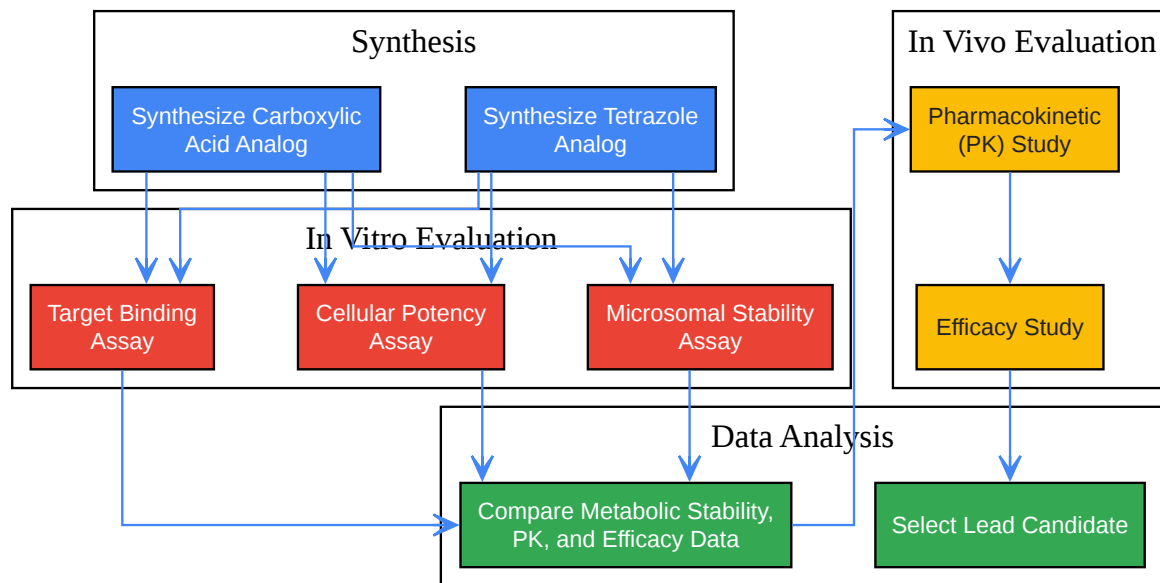 Synthesis
In Vivo Evaluation
Synthesize Carboxylic
Acid Analog
Synthesize Tetrazole
Analog
Pharmacokinetic
(PK) Study
In Vitro Evaluation
Target Binding
Assay
Cellular Potency
Assay
Microsomal Stability
Assay
Efficacy Study
Data Analysis
Compare Metabolic Stability,
PK, and Efficacy Data
Select Lead Candidate